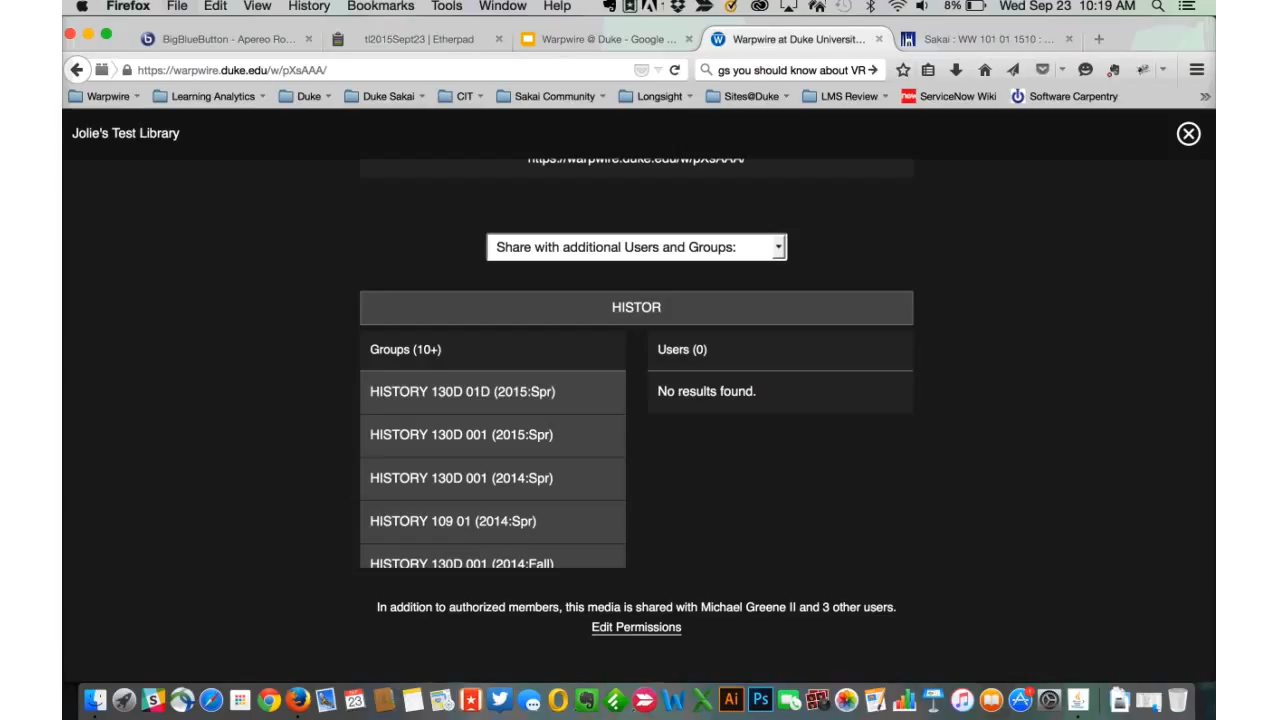 Firefox File Edit View History Bookmarks Tools Window Help 8% Wed Sep 23 10:19 AM
BigBlueButton - Apereo Ro... tl2015Sept23 | Etherpad Warpwire @ Duke - Google ... Warpwire at Duke Universit... Sakai : WW 101 01 1510 : ...
https://warpwire.duke.edu/w/pXsAAA/ gs you should know about VR
Warpwire Learning Analytics Duke Duke Sakai CIT Sakai Community Longsight Sites@Duke LMS Review ServiceNow Wiki Software Carpentry
Jolie's Test Library
https://warpwire.duke.edu/w/pXsAAA/
Share with additional Users and Groups:
HISTOR
Groups (10+) Users (0)
HISTORY 130D 01D (2015:Spr) No results found.
HISTORY 130D 001 (2015:Spr)
HISTORY 130D 001 (2014:Spr)
HISTORY 109 01 (2014:Spr)
HISTORY 130D 001 (2014:Fall)
In addition to authorized members, this media is shared with Michael Greene II and 3 other users.
Edit Permissions